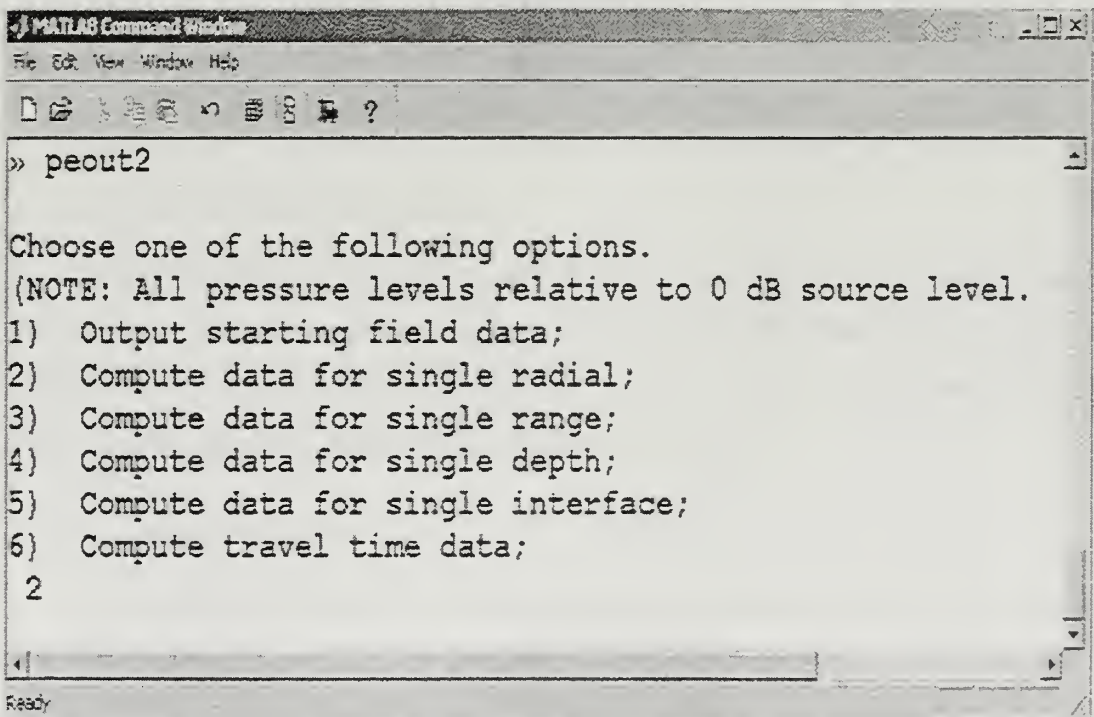 MATLAB Command Window
File Edit View Window Help
?
» peout2
Choose one of the following options.
(NOTE: All pressure levels relative to 0 dB source level.
1)  Output starting field data;
2)  Compute data for single radial;
3)  Compute data for single range;
4)  Compute data for single depth;
5)  Compute data for single interface;
6)  Compute travel time data;
2
Ready